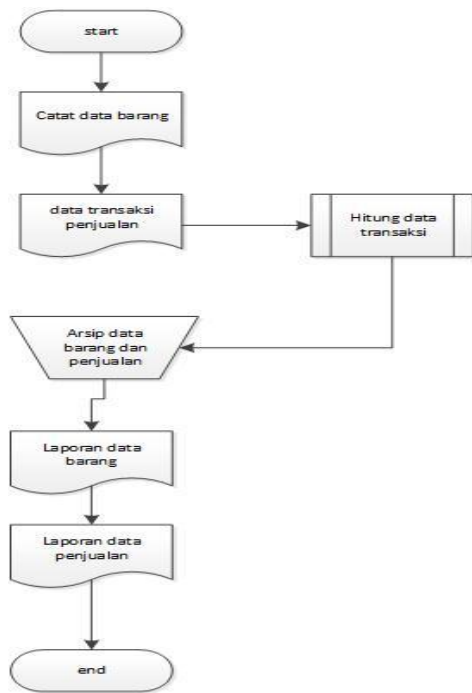 start
Catat data barang
data transaksi
penjualan
Hitung data
transaksi
Arsip data
barang dan
penjualan
Laporan data
barang
Laporan data
penjualan
end